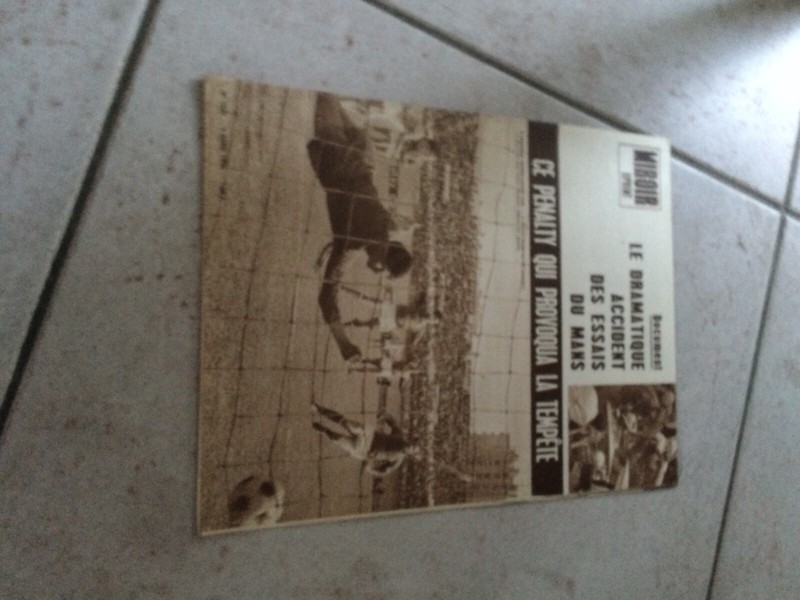 MIROIR
SPRINT
Document
LE DRAMATIQUE
ACCIDENT
DES ESSAIS
DU MANS
CE PENALTY QUI PROVOQUA LA TEMPÊTE